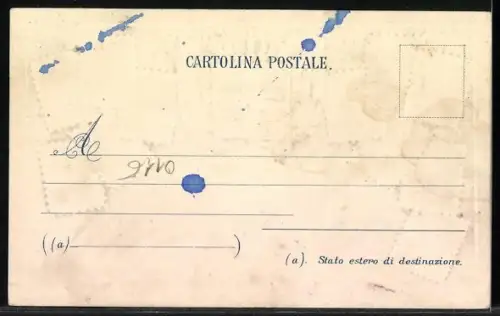 CARTOLINA POSTALE.
A
((a) )
(a). Stato estero di destinazione.